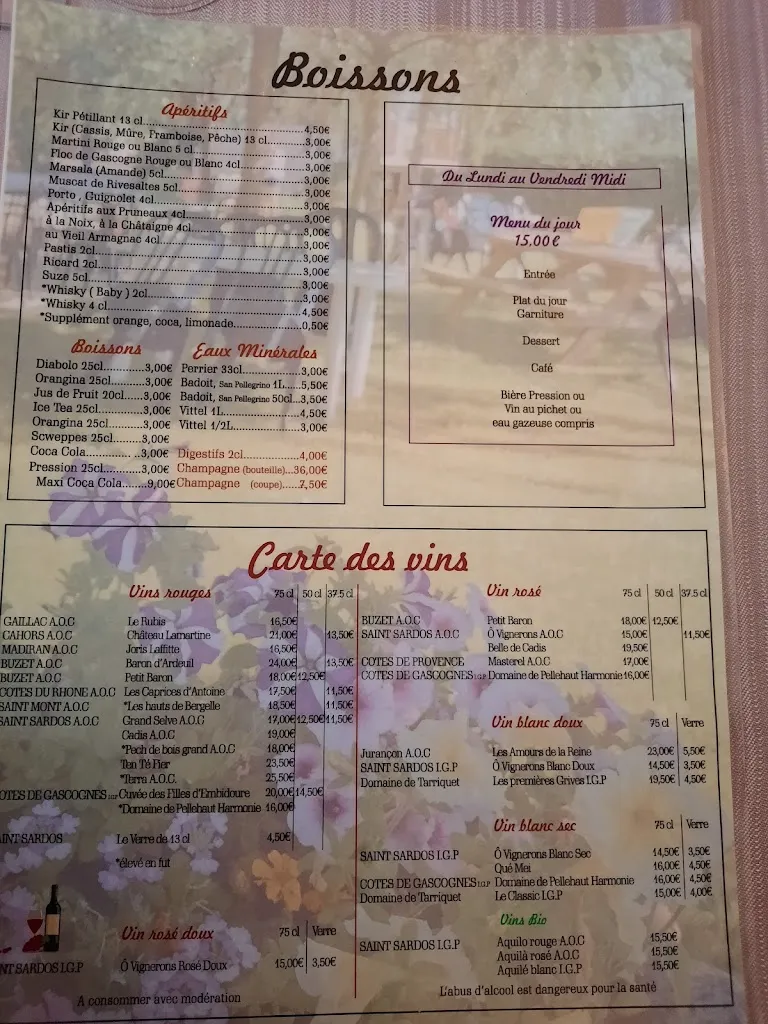 Boissons
Apéritifs
Kir Pétillant 13 cl..........4,50€
Kir (Cassis, Mûre, Framboise, Pêche) 13 cl..........3,00€
Martini Rouge ou Blanc 5 cl..........3,00€
Floc de Gascogne Rouge ou Blanc 4cl..........3,00€
Marsala (Amande) 5cl..........3,00€
Muscat de Rivesaltes 5cl..........3,00€
Porto , Guignolet 4cl..........3,00€
Apéritifs aux Pruneaux 4cl..........3,00€
à la Noix, à la Châtaigne 4cl..........3,00€
au Vieil Armagnac 4cl..........3,00€
Pastis 2cl..........3,00€
Ricard 2cl..........3,00€
Suze 5cl..........3,00€
*Whisky ( Baby ) 2cl..........3,00€
*Whisky 4 cl..........4,50€
*Supplément orange, coca, limonade..........0,50€
Boissons
Diabolo 25cl..........3,00€
Orangina 25cl..........3,00€
Jus de Fruit 20cl..........3,00€
Ice Tea 25cl..........3,00€
Orangina 25cl..........3,00€
Scweppes 25cl..........3,00€
Coca Cola..........3,00€
Pression 25cl..........3,00€
Maxi Coca Cola..........9,00€
Eaux Minérales
Perrier 33cl..........3,00€
Badoit, San Pellegrino 1L..........5,50€
Badoit, San Pellegrino 50cl...3,50€
Vittel 1L..........4,50€
Vittel 1/2L..........3,00€
Digestifs 2cl..........4,00€
Champagne (bouteille)...36,00€
Champagne (coupe)......7,50€
Du Lundi au Vendredi Midi
Menu du jour
15.00 €
Entrée
Plat du jour
Garniture
Dessert
Café
Bière Pression ou
Vin au pichet ou
eau gazeuse compris
Carte des vins
Vins rouges 75 cl 50 cl 37.5 cl
GAILLAC A.O.C Le Rubis 16,50€
CAHORS A.O.C Château Lamartine 21,00€ 13,50€
MADIRAN A.O.C Joris Laffitte 16,50€
BUZET A.O.C Baron d'Ardeuil 24,00€ 13,50€
BUZET A.O.C Petit Baron 18,00€ 12,50€
COTES DU RHONE A.O.C Les Caprices d'Antoine 17,50€ 11,50€
SAINT MONT A.O.C *Les hauts de Bergelle 18,50€ 11,50€
SAINT SARDOS A.O.C Grand Selve A.O.C 17,00€ 12,50€ 11,50€
Cadis A.O.C 19,00€
*Pech de bois grand A.O.C 18,00€
Ten Té Fier 23,50€
*Terra A.O.C. 25,50€
OTES DE GASCOGNES I.G.P Cuvée des Filles d'Embidoure 20,00€ 14,50€
*Domaine de Pellehaut Harmonie 16,00€
AINT SARDOS Le Verre de 13 cl 4,50€
*élevé en fut
Vin rosé doux 75 cl Verre
NT SARDOS I.G.P Ô Vignerons Rosé Doux 15,00€ 3,50€
A consommer avec modération
Vin rosé 75 cl 50 cl 37.5 cl
BUZET A.O.C Petit Baron 18,00€ 12,50€
SAINT SARDOS A.O.C Ô Vignerons A.O.C 15,00€ 11,50€
Belle de Cadis 19,50€
COTES DE PROVENCE Masterel A.O.C 17,00€
COTES DE GASCOGNES I.G.P Domaine de Pellehaut Harmonie 16,00€
Vin blanc doux 75 cl Verre
Jurançon A.O.C Les Amours de la Reine 23,00€ 5,50€
SAINT SARDOS I.G.P Ô Vignerons Blanc Doux 14,50€ 3,50€
Domaine de Tarriquet Les premières Grives I.G.P 19,50€ 4,50€
Vin blanc sec 75 cl Verre
SAINT SARDOS I.G.P Ô Vignerons Blanc Sec 14,50€ 3,50€
Qué Mei 16,00€ 4,50€
COTES DE GASCOGNES I.G.P Domaine de Pellehaut Harmonie 16,00€ 4,50€
Domaine de Tarriquet Le Classic I.G.P 15,00€ 4,00€
Vins Bio
SAINT SARDOS I.G.P Aquilo rouge A.O.C 15,50€
Aquilà rosé A.O.C 15,50€
Aquilé blanc I.G.P 15,50€
L'abus d'alcool est dangereux pour la santé